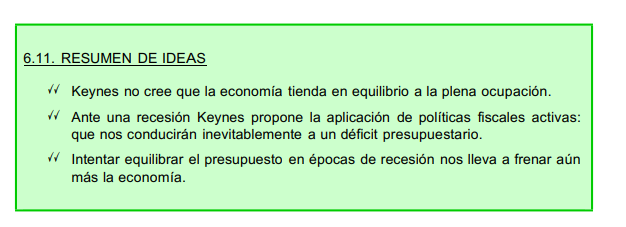 6.11. RESUMEN DE IDEAS
Keynes no cree que la economía tienda en equilibrio a la plena ocupación.
Ante una recesión Keynes propone la aplicación de políticas fiscales activas:
que nos conducirán inevitablemente a un déficit presupuestario.
Intentar equilibrar el presupuesto en épocas de recesión nos lleva a frenar aún
más la economía.